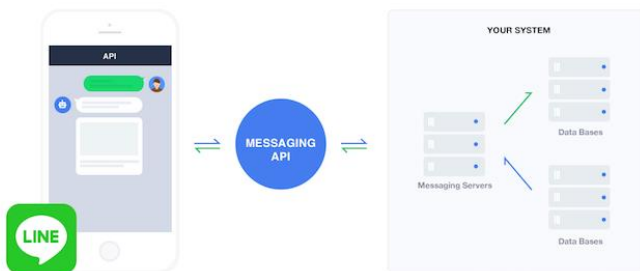 API
LINE
MESSAGING
API
YOUR SYSTEM
Messaging Servers
Data Bases
Data Bases